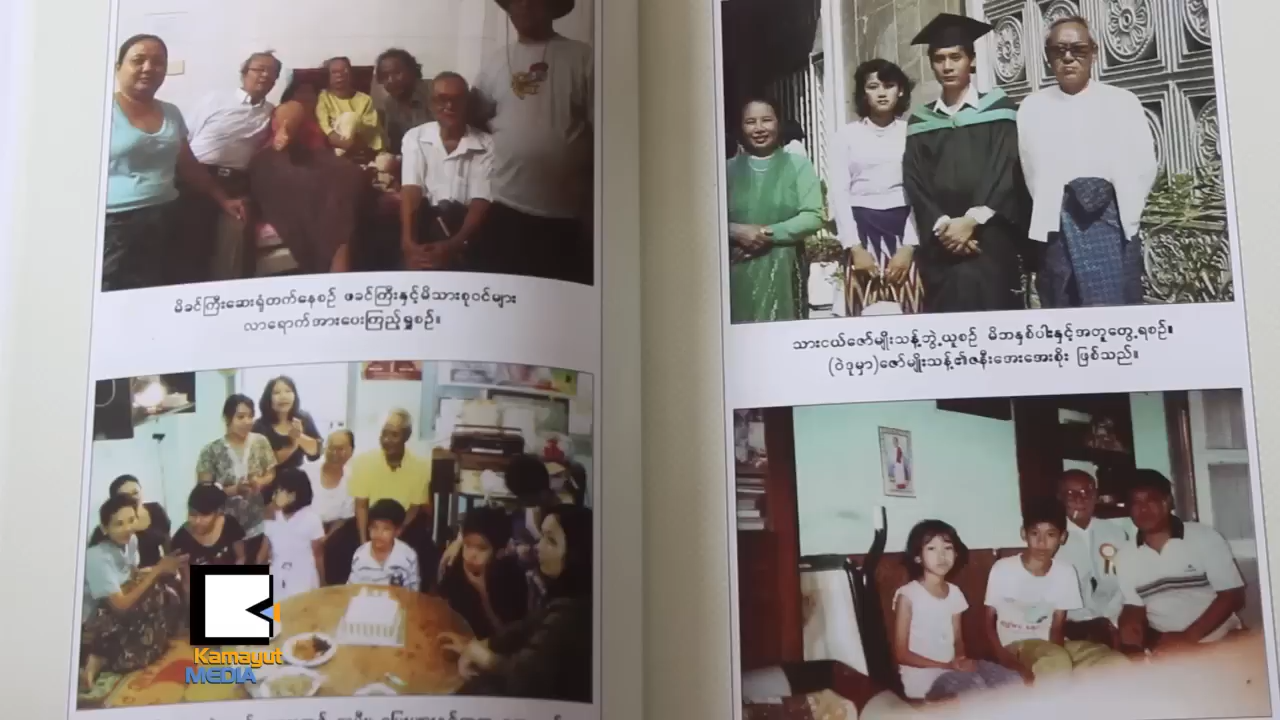 မိခင်ကြီးဆေးရုံတက်နေစဉ် ဖခင်ကြီးနှင့်မိသားစုဝင်များ
လာရောက်အားပေးကြည့်ရှုစဉ်။
သားငယ်ဇော်မျိုးသန့်ဘွဲ့ယူစဉ် မိဘနှစ်ပါးနှင့်အတူတွေ့ရစဉ်။
(ဝဲဒုမှာ)ဇော်မျိုးသန့်၏ဇနီးအေးအေးစိုး ဖြစ်သည်။
Kamayut
MEDIA